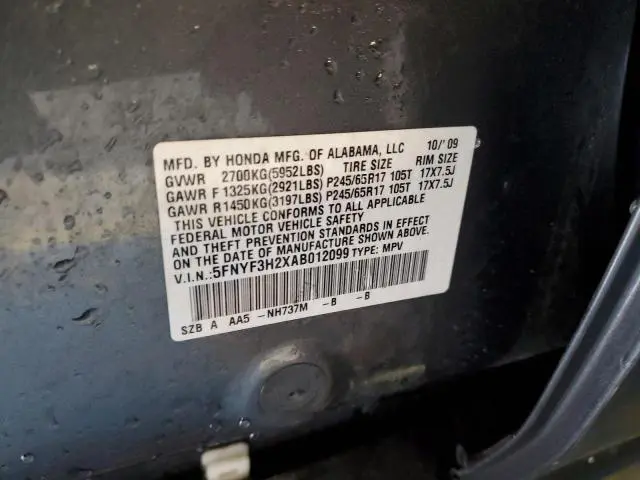 MFD. BY HONDA MFG. OF ALABAMA, LLC 10/'09
GVWR 2700KG(5952LBS) TIRE SIZE RIM SIZE
GAWR F 1325KG(2921LBS) P245/65R17 105T 17X7.5J
GAWR R 1450KG(3197LBS) P245/65R17 105T 17X7.5J
THIS VEHICLE CONFORMS TO ALL APPLICABLE
FEDERAL MOTOR VEHICLE SAFETY
AND THEFT PREVENTION STANDARDS IN EFFECT
ON THE DATE OF MANUFACTURE SHOWN ABOVE.
V.I.N.:5FNYF3H2XAB012099 TYPE: MPV
SZB A AA5 -NH737M -B -B